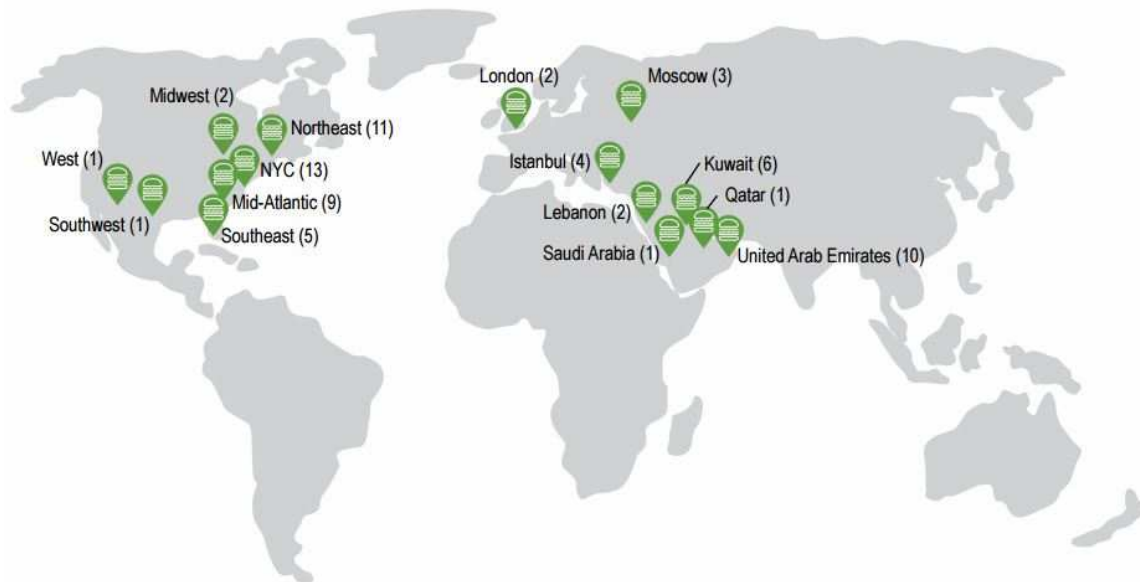 London (2)
Moscow (3)
Midwest (2)
Northeast (11)
West (1)
NYC (13)
Istanbul (4)
Kuwait (6)
Qatar (1)
Mid-Atlantic (9)
Lebanon (2)
Southwest (1)
Southeast (5)
Saudi Arabia (1)
United Arab Emirates (10)